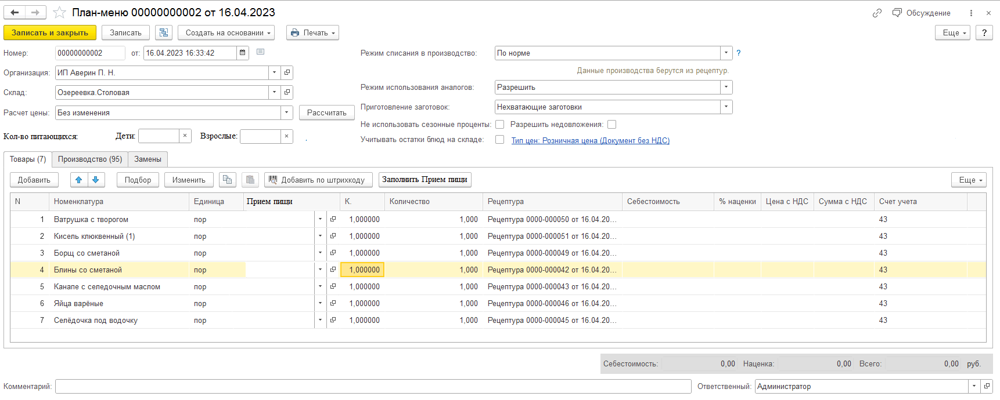 План-меню 00000000002 от 16.04.2023
Обсуждение
Записать и закрыть Записать Создать на основании Печать Еще ?
Номер: 00000000002 от: 16.04.2023 16:33:42 Режим списания в производство: По норме ?
Данные производства берутся из рецептур.
Организация: ИП Аверин П. Н.
Режим использования аналогов: Разрешить
Склад: Озереевка.Столовая
Приготовление заготовок: Нехватающие заготовки
Расчет цены: Без изменения Рассчитать
Не использовать сезонные проценты: Разрешить недовложения:
Кол-во питающихся: Дети: × Взрослые: × .
Учитывать остатки блюд на складе: Тип цен: Розничная цена (Документ без НДС)
Товары (7) Производство (95) Замены
Добавить Подбор Изменить Добавить по штрихкоду Заполнить Прием пищи Еще
N Номенклатура Единица Прием пищи К. Количество Рецептура Себестоимость % наценки Цена с НДС Сумма с НДС Счет учета
1 Ватрушка с творогом пор 1,000000 1,000 Рецептура 0000-000050 от 16.04.20... 43
2 Кисель клюквенный (1) пор 1,000000 1,000 Рецептура 0000-000051 от 16.04.20... 43
3 Борщ со сметаной пор 1,000000 1,000 Рецептура 0000-000049 от 16.04.20... 43
4 Блины со сметаной пор 1,000000 1,000 Рецептура 0000-000042 от 16.04.20... 43
5 Канапе с селедочным маслом пор 1,000000 1,000 Рецептура 0000-000043 от 16.04.20... 43
6 Яйца варёные пор 1,000000 1,000 Рецептура 0000-000046 от 16.04.20... 43
7 Селёдочка под водочку пор 1,000000 1,000 Рецептура 0000-000045 от 16.04.20... 43
Себестоимость: 0,00 Наценка: 0,00 Всего: 0,00 руб.
Комментарий: Ответственный: Администратор